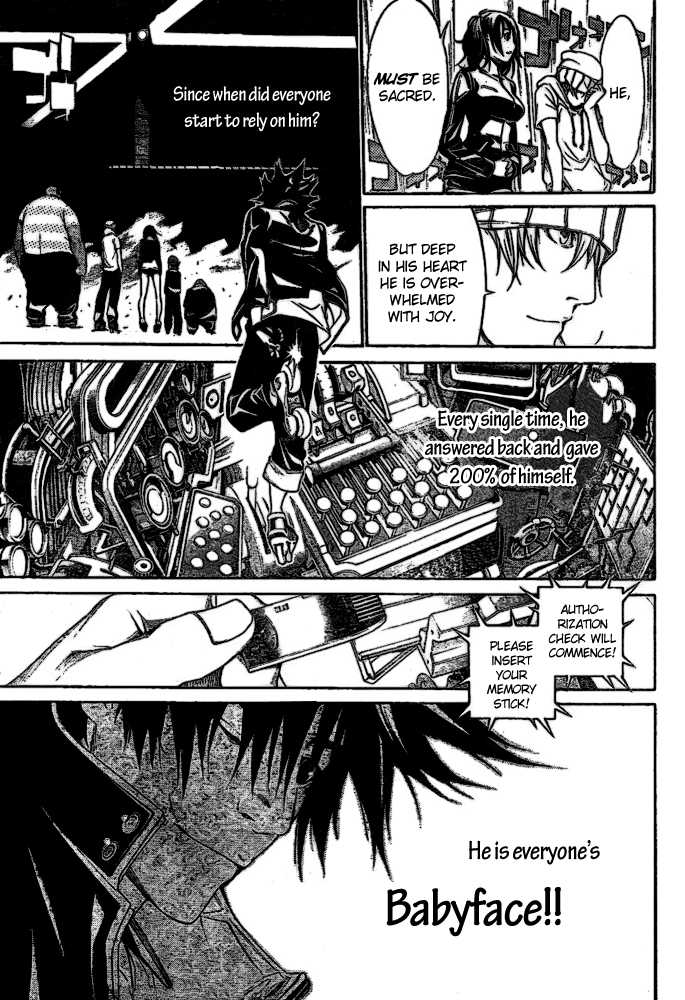 HE,
MUST BE
SACRED.
BUT DEEP
IN HIS HEART
HE IS OVER-
WHELMED
WITH JOY.
Since when did everyone
start to rely on him?
Every single time, he
answered back and gave
200% of himself.
AUTHO-
RIZATION
CHECK WILL
COMMENCE!
PLEASE
INSERT
YOUR
MEMORY
STICK!
He is everyone's
Babyface!!